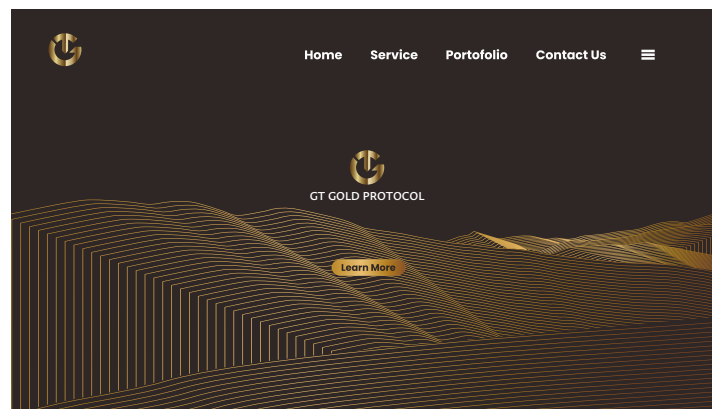 Home Service Portofolio Contact Us
GT GOLD PROTOCOL
Learn More